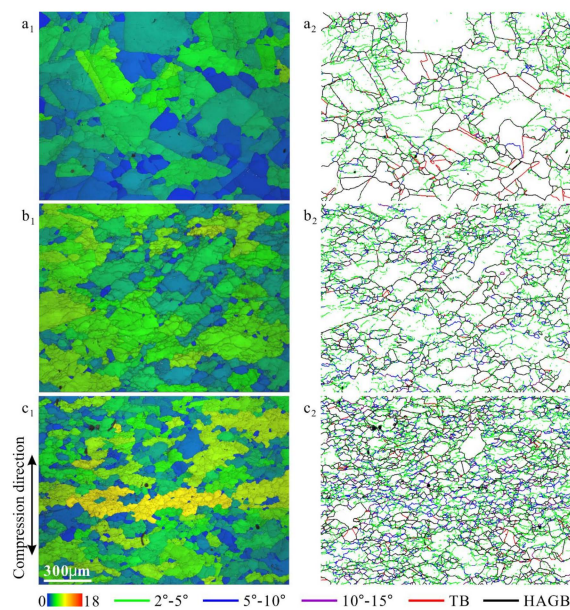 a1
a2
b1
b2
c1
c2
Compression direction
300μm
0 18 2°-5° 5°-10° 10°-15° TB HAGB